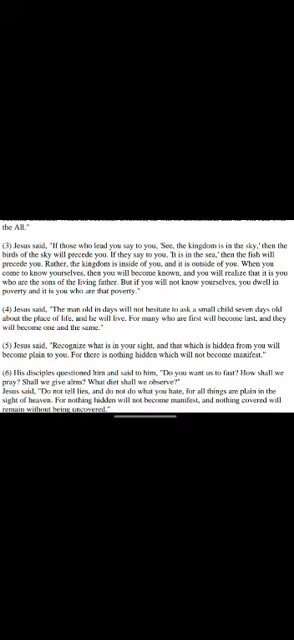 the All."
(3) Jesus said, "If those who lead you say to you, 'See, the kingdom is in the sky,' then the
birds of the sky will precede you. If they say to you, 'It is in the sea,' then the fish will
precede you. Rather, the kingdom is inside of you, and it is outside of you. When you
come to know yourselves, then you will become known, and you will realize that it is you
who are the sons of the living father. But if you will not know yourselves, you dwell in
poverty and it is you who are that poverty."
(4) Jesus said, "The man old in days will not hesitate to ask a small child seven days old
about the place of life, and he will live. For many who are first will become last, and they
will become one and the same."
(5) Jesus said, "Recognize what is in your sight, and that which is hidden from you will
become plain to you. For there is nothing hidden which will not become manifest."
(6) His disciples questioned him and said to him, "Do you want us to fast? How shall we
pray? Shall we give alms? What diet shall we observe?"
Jesus said, "Do not tell lies, and do not do what you hate, for all things are plain in the
sight of heaven. For nothing hidden will not become manifest, and nothing covered will
remain without being uncovered."